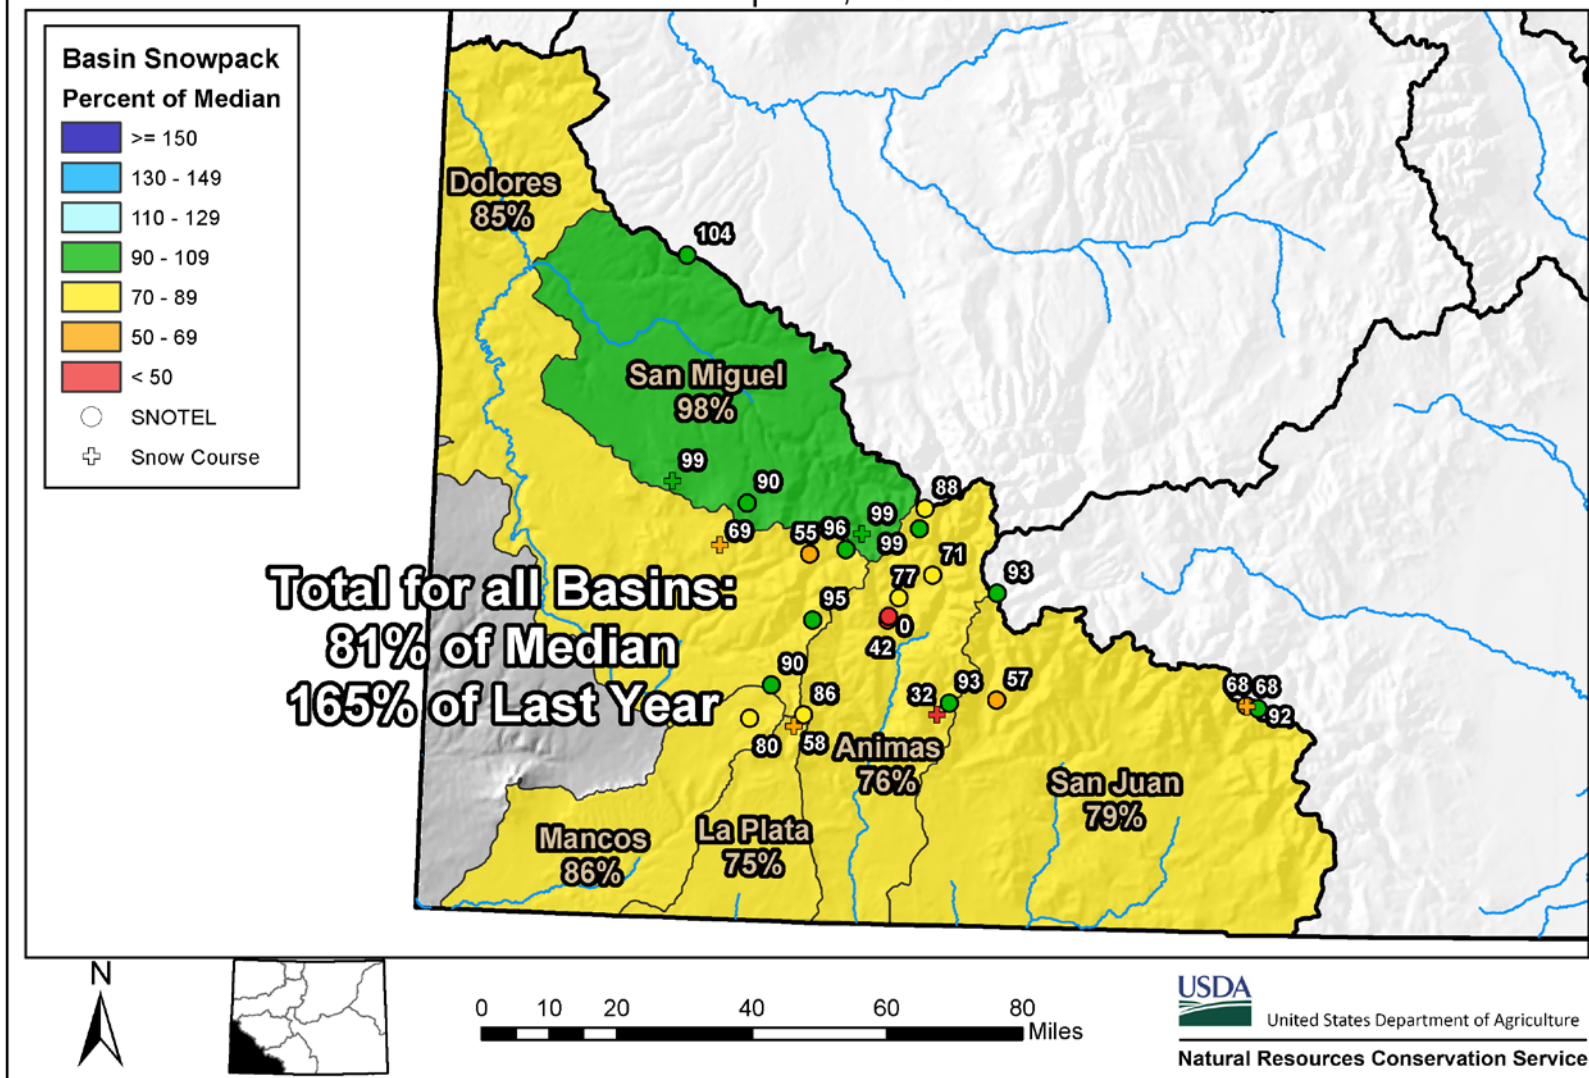 Basin Snowpack
Percent of Median
>= 150
130 - 149
110 - 129
90 - 109
70 - 89
50 - 69
< 50
SNOTEL
Snow Course
Dolores
85%
104
San Miguel
98%
99
90
88
99
96
55
69
99
71
77
93
95
0
42
Total for all Basins:
81% of Median
165% of Last Year
90
86
32
93
57
68
68
92
80
58
Animas
76%
San Juan
79%
Mancos
86%
La Plata
75%
N
0 10 20 40 60 80
Miles
USDA
United States Department of Agriculture
Natural Resources Conservation Service